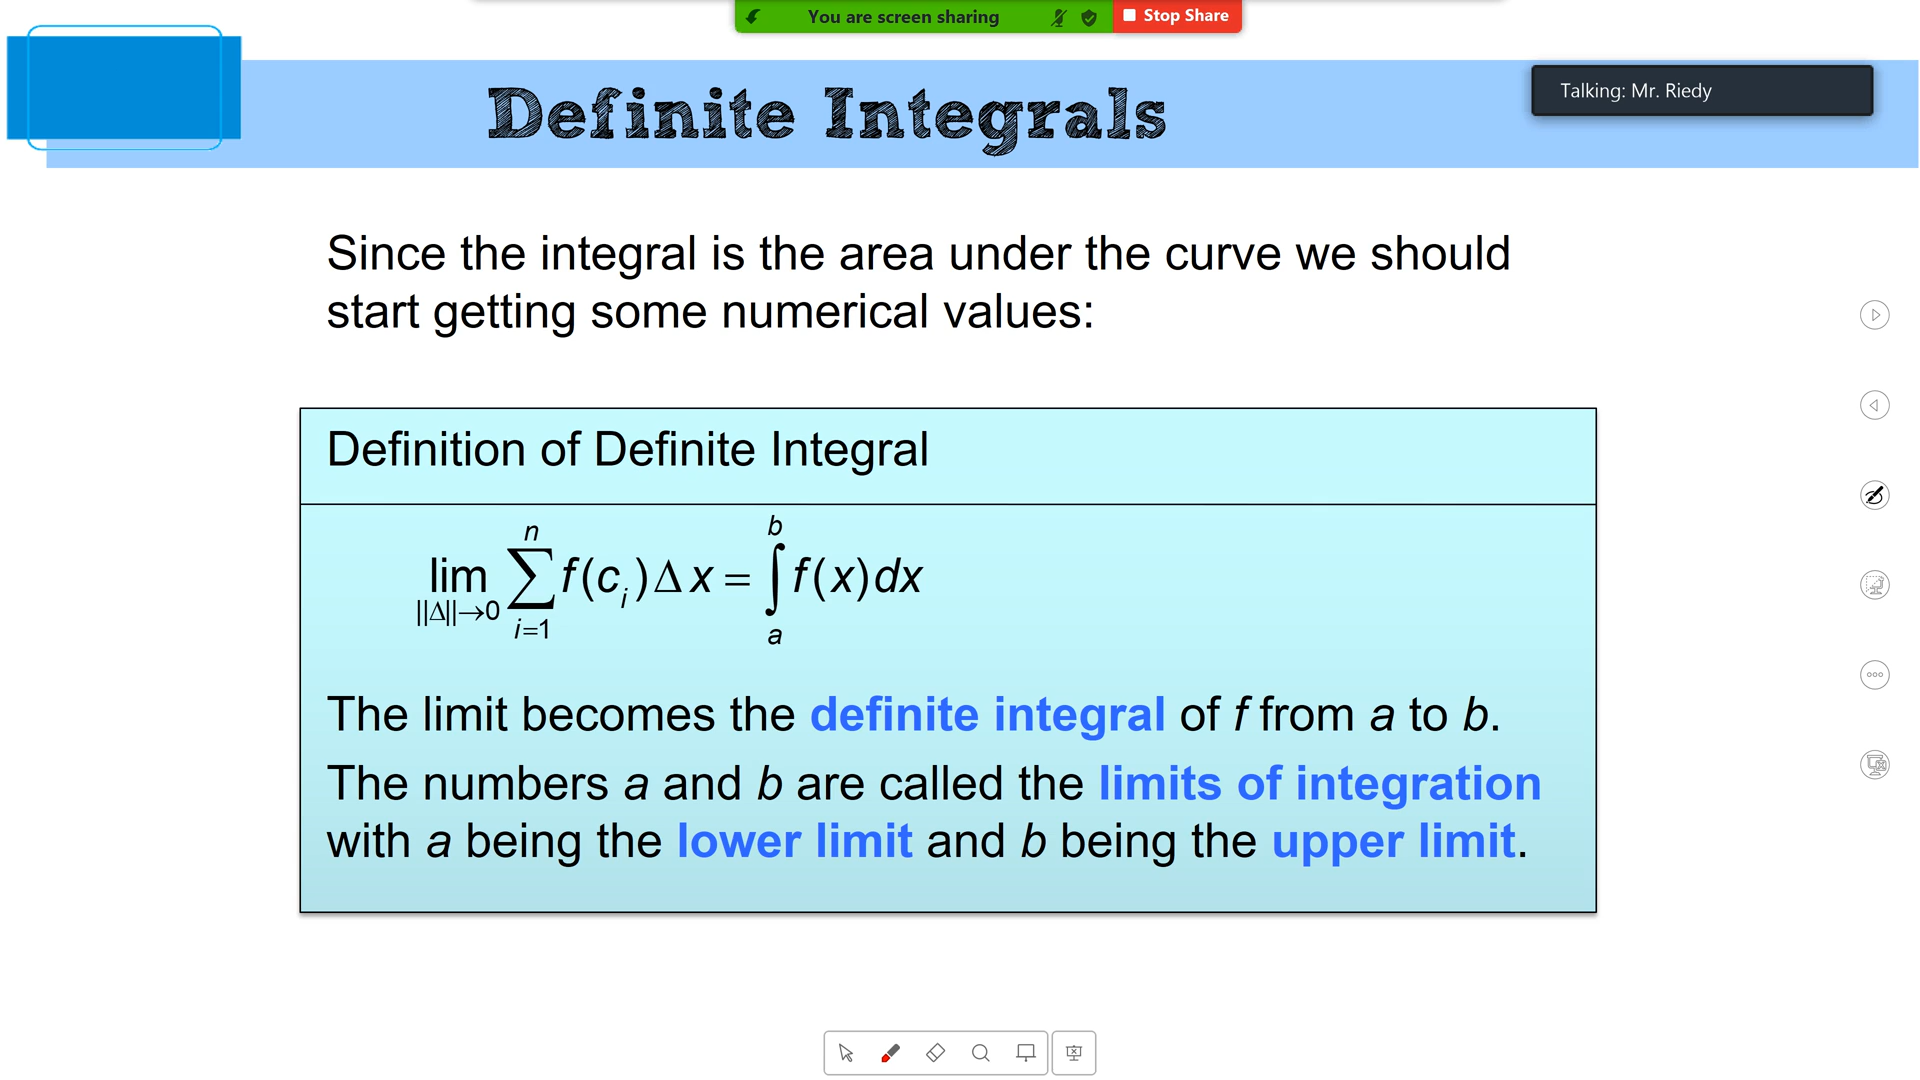 You are screen sharing
Stop Share
Definite Integrals
Talking: Mr. Riedy
Since the integral is the area under the curve we should
start getting some numerical values:
Definition of Definite Integral
lim_{||Δ||→0} ∑_{i=1}^{n} f(c_i)Δx = ∫_{a}^{b} f(x)dx
The limit becomes the definite integral of f from a to b.
The numbers a and b are called the limits of integration
with a being the lower limit and b being the upper limit.